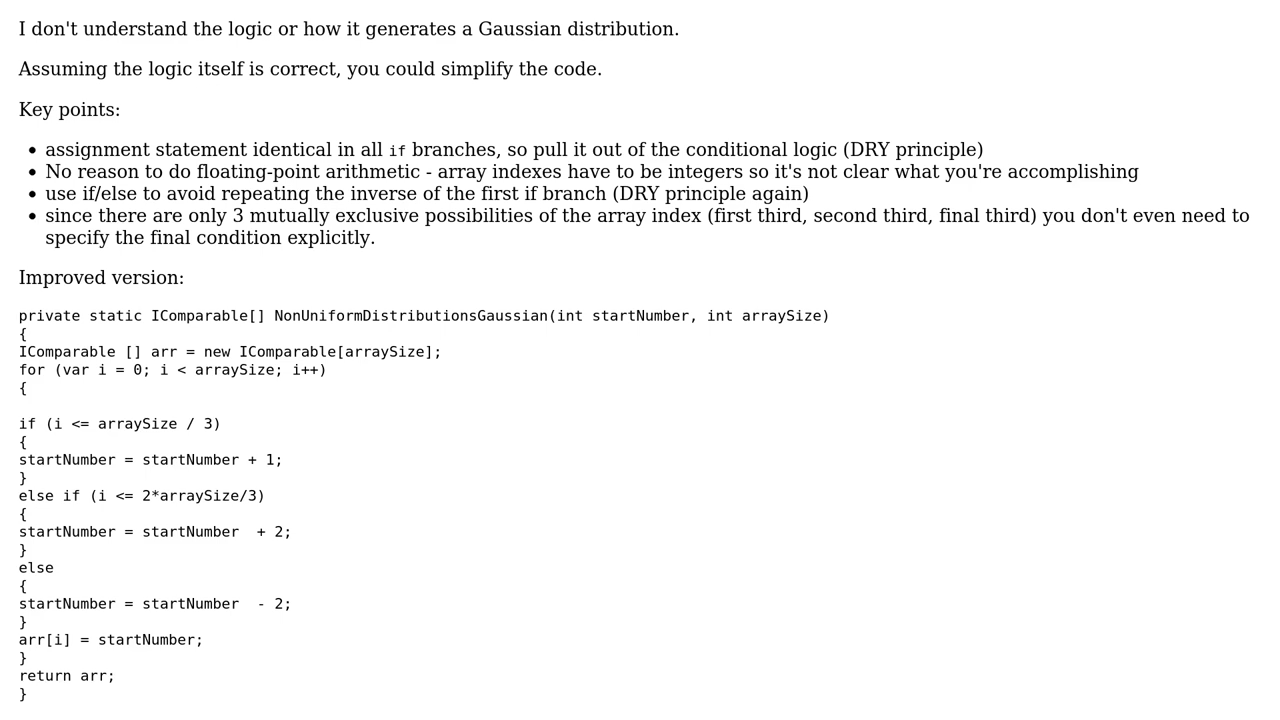 I don't understand the logic or how it generates a Gaussian distribution.
Assuming the logic itself is correct, you could simplify the code.
Key points:
• assignment statement identical in all if branches, so pull it out of the conditional logic (DRY principle)
• No reason to do floating-point arithmetic - array indexes have to be integers so it's not clear what you're accomplishing
• use if/else to avoid repeating the inverse of the first if branch (DRY principle again)
• since there are only 3 mutually exclusive possibilities of the array index (first third, second third, final third) you don't even need to
specify the final condition explicitly.
Improved version:
private static IComparable[] NonUniformDistributionsGaussian(int startNumber, int arraySize)
{
IComparable [] arr = new IComparable[arraySize];
for (var i = 0; i < arraySize; i++)
{
if (i <= arraySize / 3)
{
startNumber = startNumber + 1;
}
else if (i <= 2*arraySize/3)
{
startNumber = startNumber  + 2;
}
else
{
startNumber = startNumber  - 2;
}
arr[i] = startNumber;
}
return arr;
}